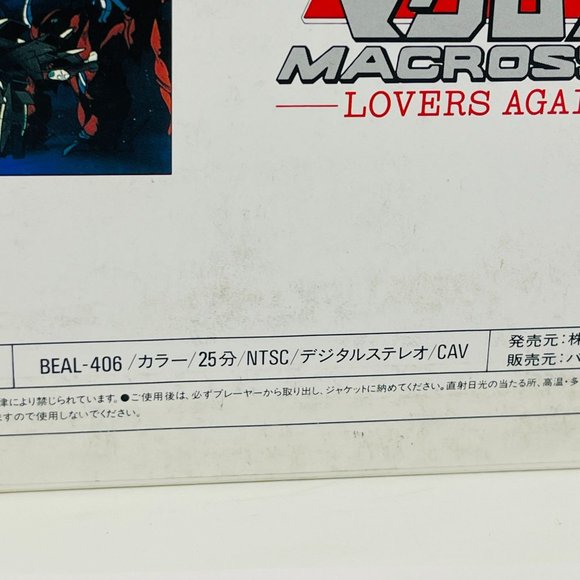 MACROSS
LOVERS AGA
BEAL-406/カラー/25分/NTSC/デジタルステレオ/CAV
発売元:株
販売元:バ
律により禁じられています。●ご使用後は、必ずプレーヤーから取り出し、ジャケットに納めてください。直射日光の当たる所、高温・多
ますので使用しないでください。